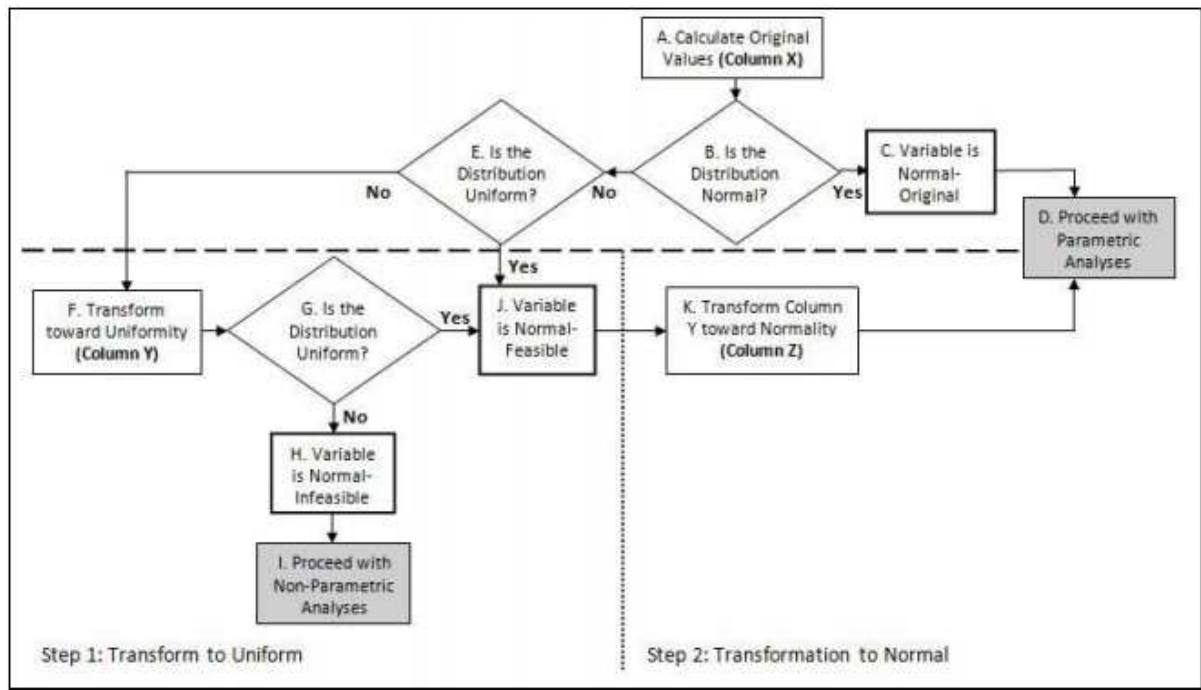 A. Calculate Original
Values (Column X)
E. Is the
Distribution
Uniform?
B. Is the
Distribution
Normal?
C. Variable is
Normal-
Original
No
No
Yes
D. Proceed with
Parametric
Analyses
Yes
F. Transform
toward Uniformity
(Column Y)
G. Is the
Distribution
Uniform?
Yes
J. Variable
is Normal-
Feasible
K. Transform Column
Y toward Normality
(Column Z)
No
H. Variable
is Normal-
Infeasible
I. Proceed with
Non-Parametric
Analyses
Step 1: Transform to Uniform
Step 2: Transformation to Normal